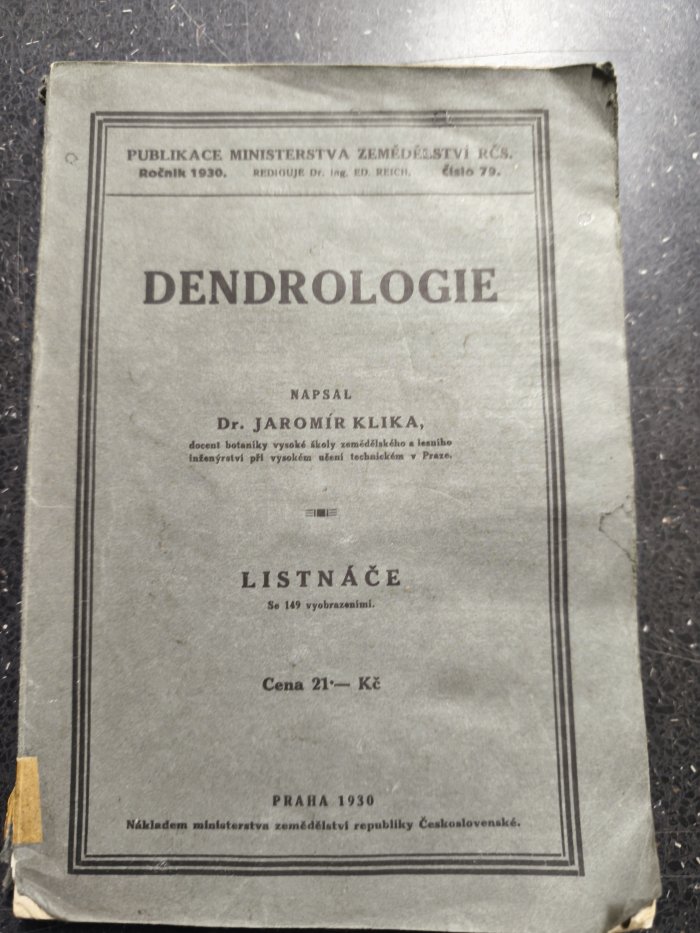 PUBLIKACE MINISTERSTVA ZEMĚDĚLSTVÍ RČS.
Ročník 1930. REDIGUJE Dr. Ing. ED. REICH. Číslo 79.
DENDROLOGIE
NAPSAL
Dr. JAROMÍR KLIKA,
docent botaniky vysoké školy zemědělského a lesního
inženýrství při vysokém učení technickém v Praze.
LISTNÁČE
Se 149 vyobrazeními.
Cena 21·— Kč
PRAHA 1930
Nákladem ministerstva zemědělství republiky Československé.